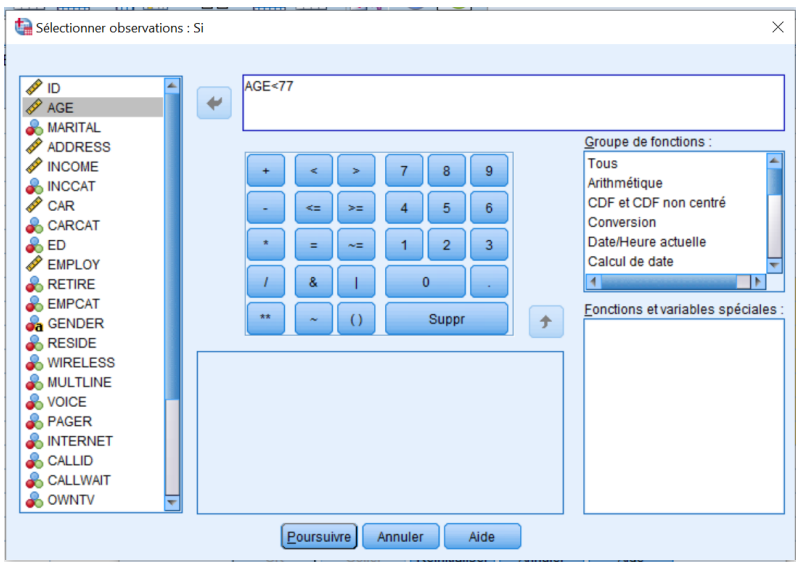 Sélectionner observations : Si
ID
AGE
MARITAL
ADDRESS
INCOME
INCCAT
CAR
CARCAT
ED
EMPLOY
RETIRE
EMPCAT
GENDER
RESIDE
WIRELESS
MULTLINE
VOICE
PAGER
INTERNET
CALLID
CALLWAIT
OWNTV
AGE<77
+ < > 7 8 9
- <= >= 4 5 6
* = ~= 1 2 3
/ & | 0 .
** ~ () Suppr
Groupe de fonctions :
Tous
Arithmétique
CDF et CDF non centré
Conversion
Date/Heure actuelle
Calcul de date
Fonctions et variables spéciales :
Poursuivre Annuler Aide